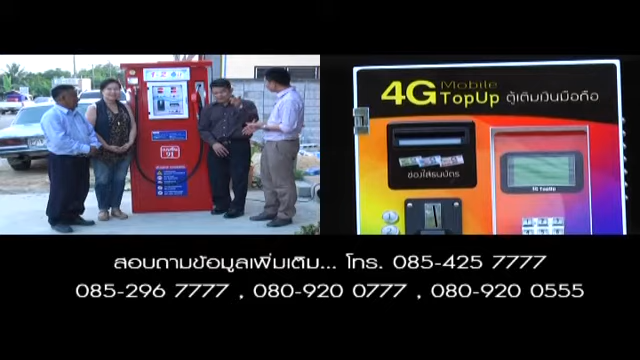 91
4G Mobile
TopUp ตู้เติมเงินมือถือ
ช่องใส่ธนบัตร
สอบถามข้อมูลเพิ่มเติม... โทร. 085-425 7777
085-296 7777 , 080-920 0777 , 080-920 0555